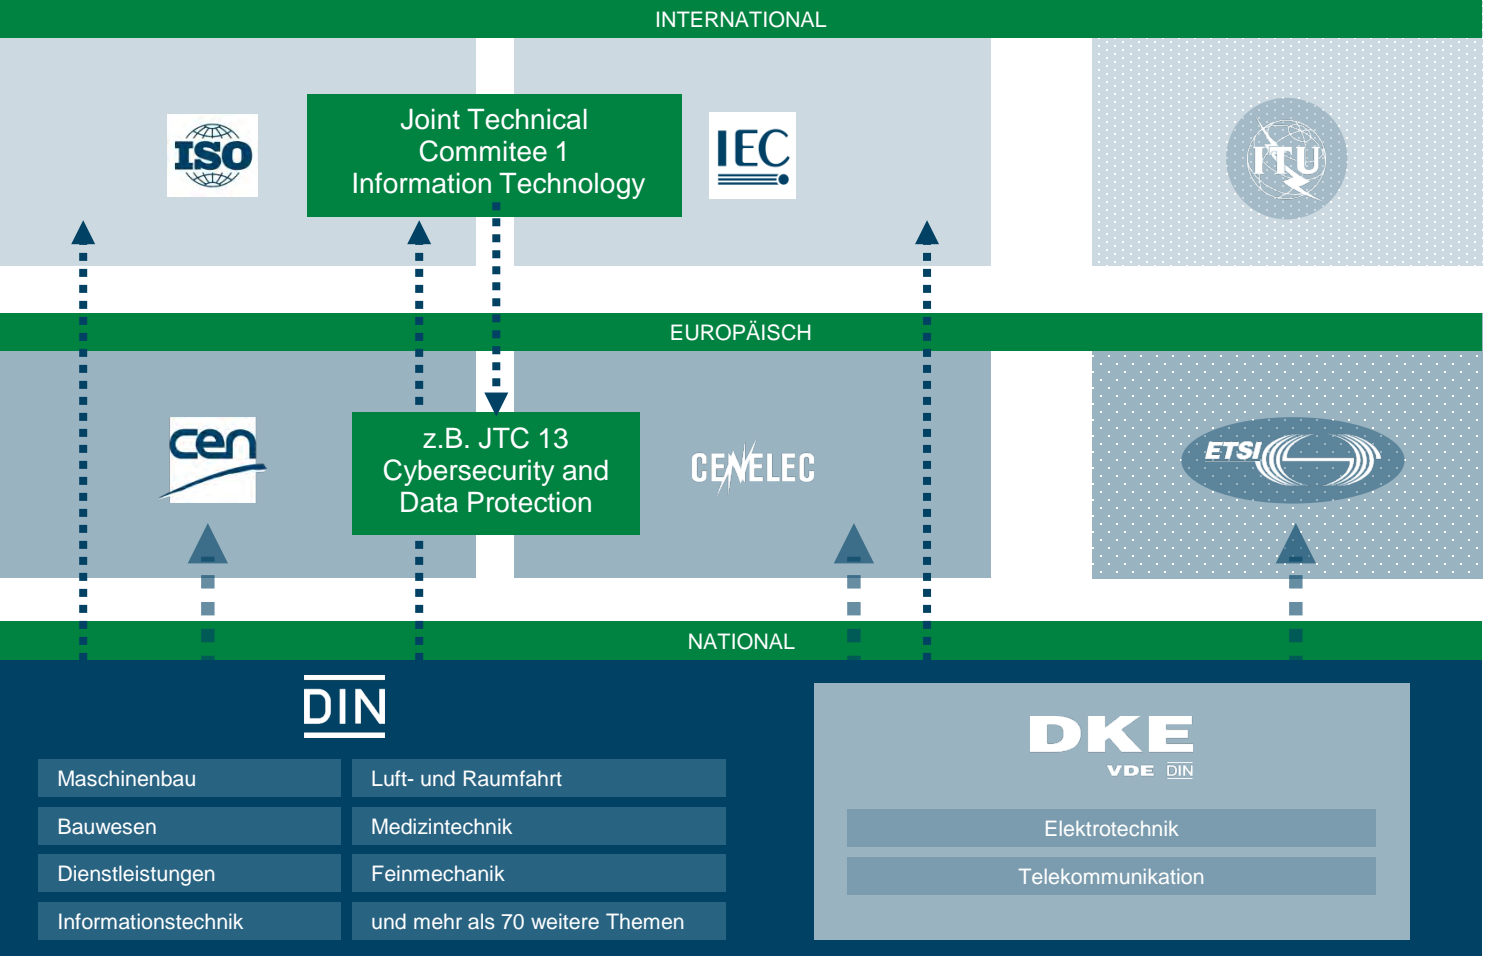 INTERNATIONAL
ISO
Joint Technical
Commitee 1
Information Technology
IEC
ITU
EUROPÄISCH
cen
z.B. JTC 13
Cybersecurity and
Data Protection
CENELEC
ETSI
NATIONAL
DIN
Maschinenbau
Luft- und Raumfahrt
Bauwesen
Medizintechnik
Dienstleistungen
Feinmechanik
Informationstechnik
und mehr als 70 weitere Themen
DKE
VDE DIN
Elektrotechnik
Telekommunikation